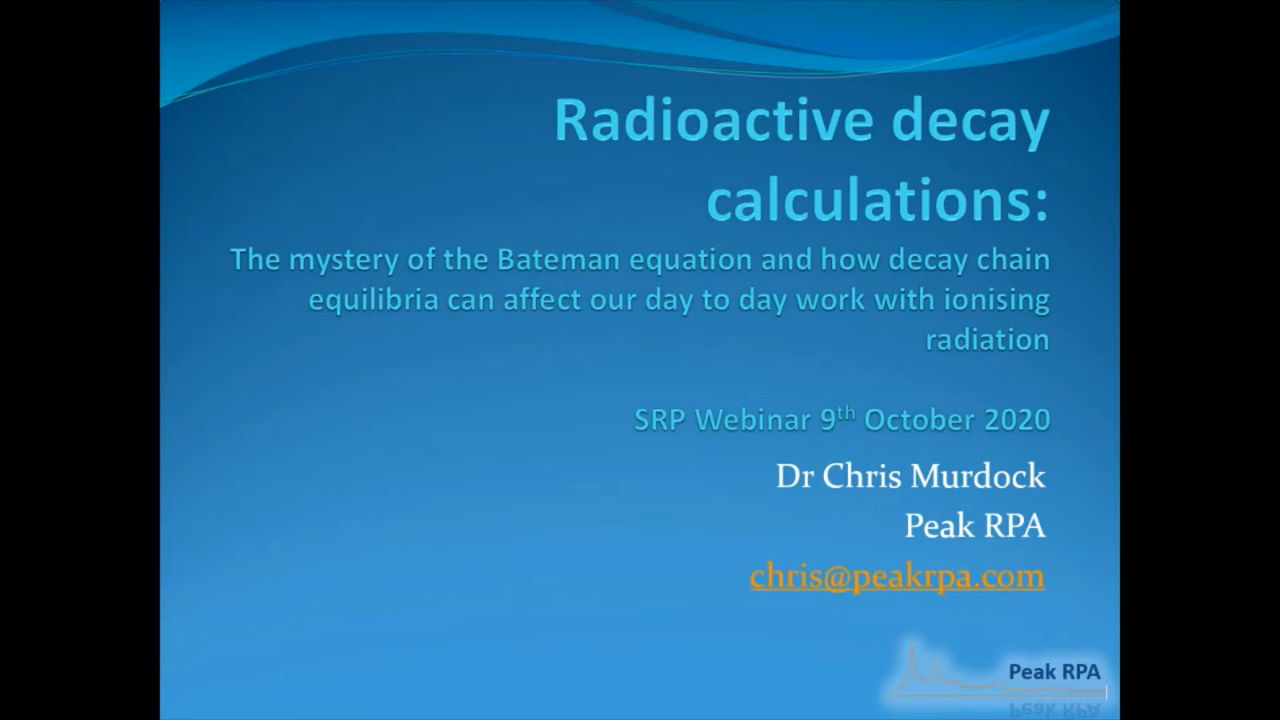 Radioactive decay
calculations:
The mystery of the Bateman equation and how decay chain
equilibria can affect our day to day work with ionising
radiation
SRP Webinar 9th October 2020
Dr Chris Murdock
Peak RPA
chris@peakrpa.com
Peak RPA